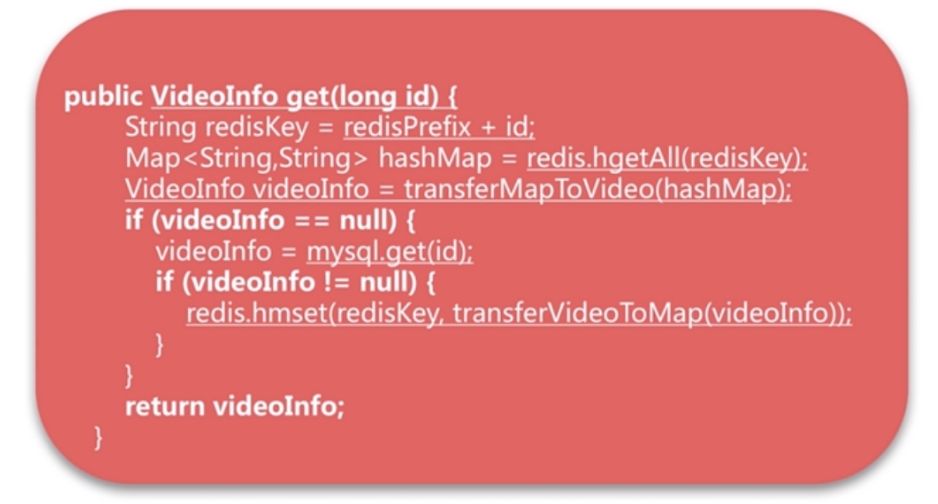 public VideoInfo get(long id) {
String redisKey = redisPrefix + id;
Map<String,String> hashMap = redis.hgetAll(redisKey);
VideoInfo videoInfo = transferMapToVideo(hashMap);
if (videoInfo == null) {
videoInfo = mysql.get(id);
if (videoInfo != null) {
redis.hmset(redisKey, transferVideoToMap(videoInfo));
}
}
return videoInfo;
}